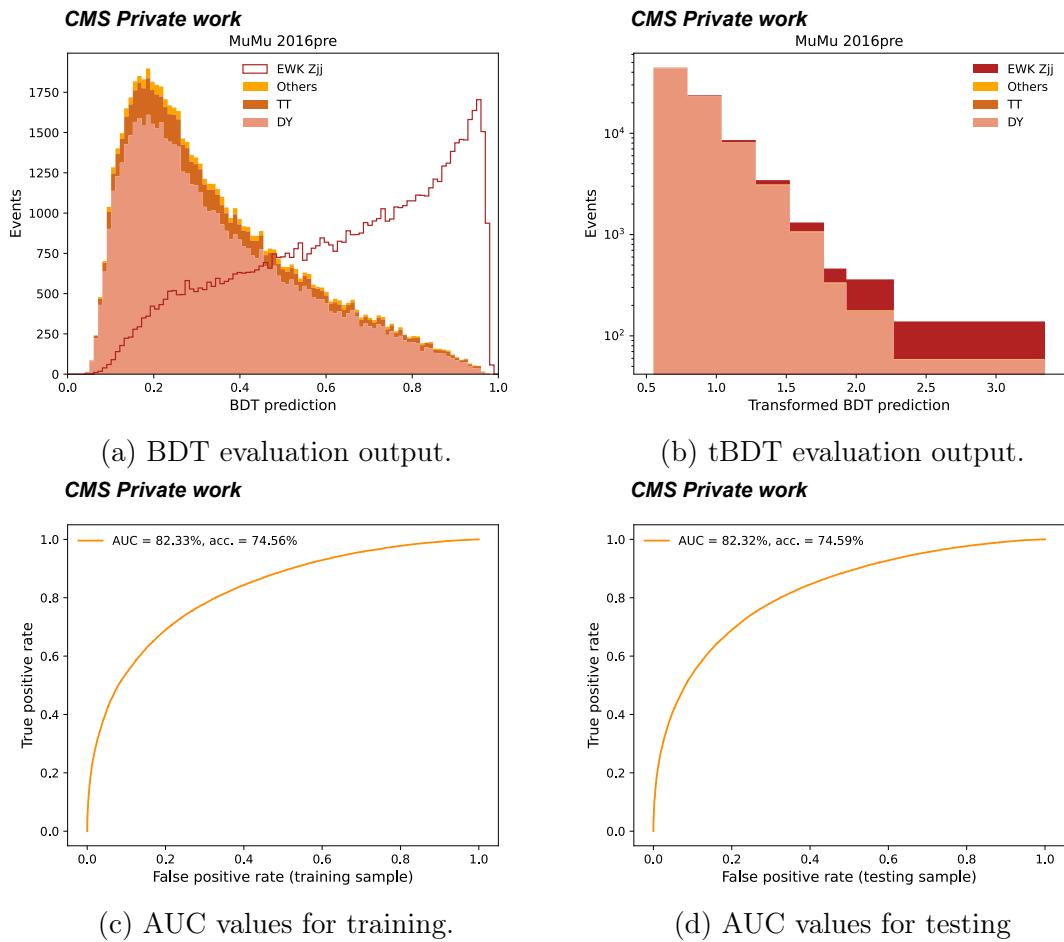 CMS Private work
MuMu 2016pre
EWK Zjj
Others
TT
DY
Events
1750
1500
1250
1000
750
500
250
0
0.0 0.2 0.4 0.6 0.8 1.0
BDT prediction
(a) BDT evaluation output.
CMS Private work
MuMu 2016pre
EWK Zjj
Others
TT
DY
Events
10^4
10^3
10^2
0.5 1.0 1.5 2.0 2.5 3.0
Transformed BDT prediction
(b) tBDT evaluation output.
CMS Private work
AUC = 82.33%, acc. = 74.56%
True positive rate
1.0
0.8
0.6
0.4
0.2
0.0
0.0 0.2 0.4 0.6 0.8 1.0
False positive rate (training sample)
(c) AUC values for training.
CMS Private work
AUC = 82.32%, acc. = 74.59%
True positive rate
1.0
0.8
0.6
0.4
0.2
0.0
0.0 0.2 0.4 0.6 0.8 1.0
False positive rate (testing sample)
(d) AUC values for testing